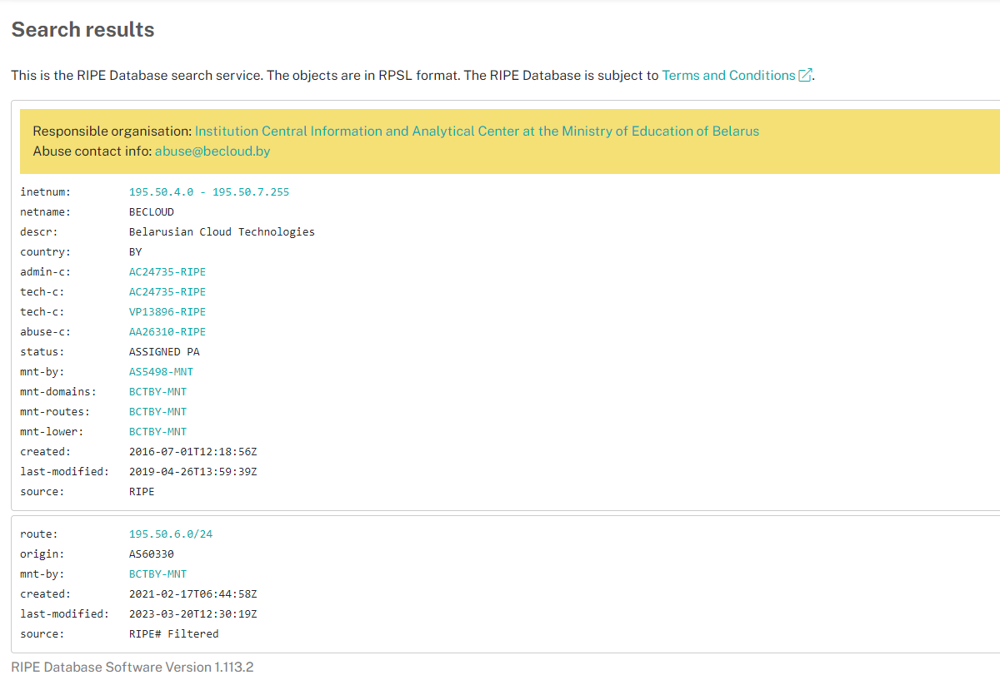 Search results
This is the RIPE Database search service. The objects are in RPSL format. The RIPE Database is subject to Terms and Conditions.
Responsible organisation: Institution Central Information and Analytical Center at the Ministry of Education of Belarus
Abuse contact info: abuse@becloud.by
inetnum: 195.50.4.0 - 195.50.7.255
netname: BECLOUD
descr: Belarusian Cloud Technologies
country: BY
admin-c: AC24735-RIPE
tech-c: AC24735-RIPE
tech-c: VP13896-RIPE
abuse-c: AA26310-RIPE
status: ASSIGNED PA
mnt-by: AS5498-MNT
mnt-domains: BCTBY-MNT
mnt-routes: BCTBY-MNT
mnt-lower: BCTBY-MNT
created: 2016-07-01T12:18:56Z
last-modified: 2019-04-26T13:59:39Z
source: RIPE
route: 195.50.6.0/24
origin: AS60330
mnt-by: BCTBY-MNT
created: 2021-02-17T06:44:58Z
last-modified: 2023-03-20T12:30:19Z
source: RIPE# Filtered
RIPE Database Software Version 1.113.2